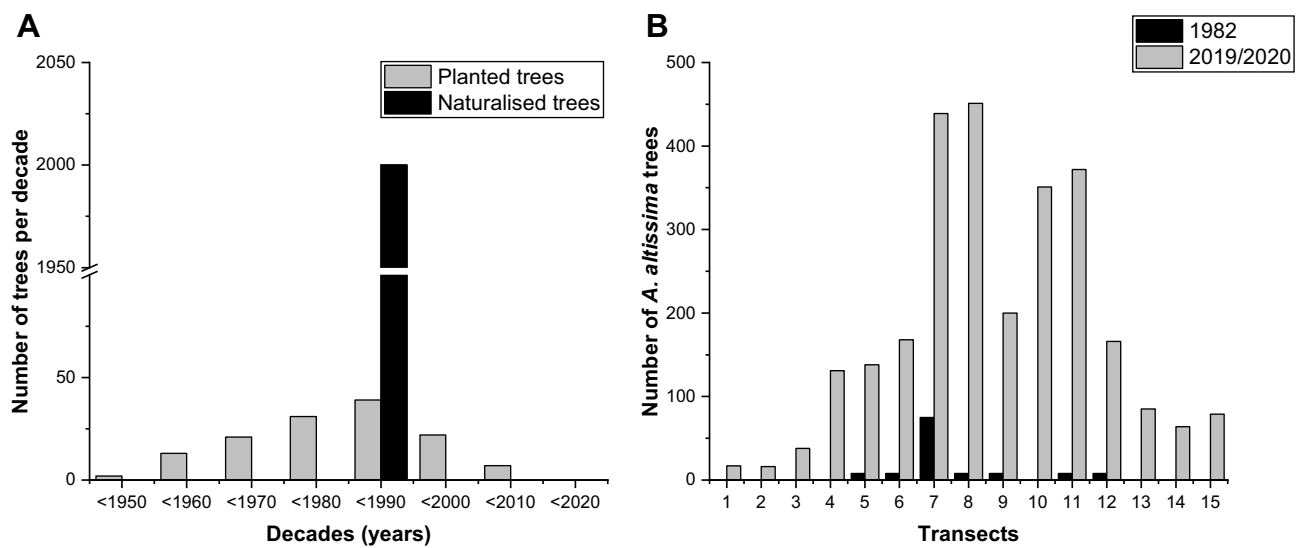 A
Number of trees per decade
2050
2000
1950
50
0
Planted trees
Naturalised trees
<1950 <1960 <1970 <1980 <1990 <2000 <2010 <2020
Decades (years)
B
1982
2019/2020
Number of A. altissima trees
500
400
300
200
100
0
1 2 3 4 5 6 7 8 9 10 11 12 13 14 15
Transects